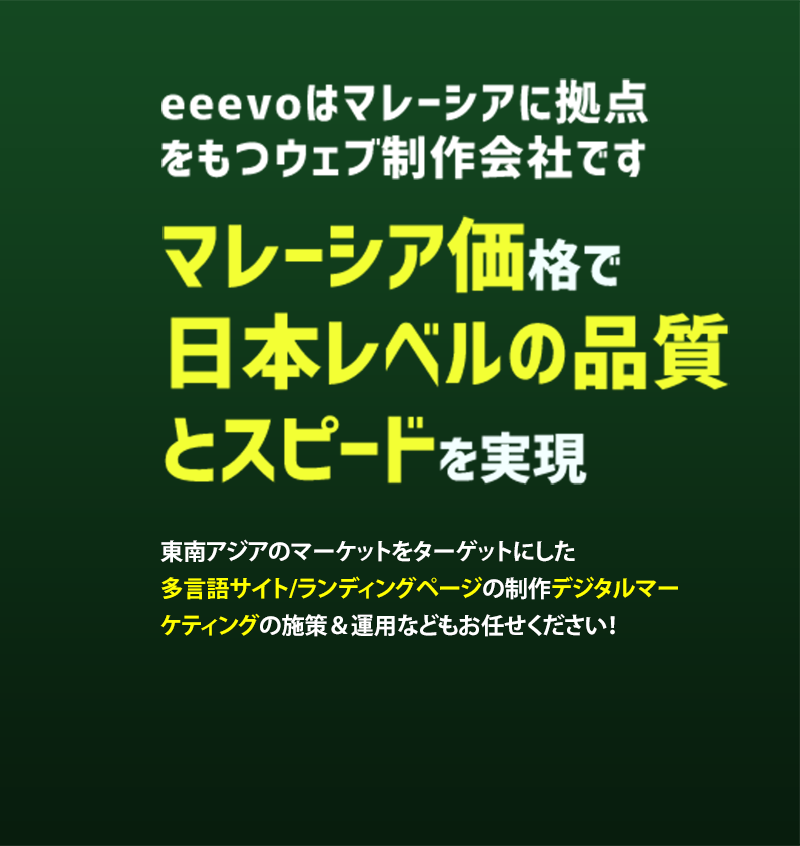 eeevoはマレーシアに拠点
をもつウェブ制作会社です
マレーシア価格で
日本レベルの品質
とスピードを実現
東南アジアのマーケットをターゲットにした
多言語サイト/ランディングページの制作デジタルマー
ケティングの施策＆運用などもお任せください！